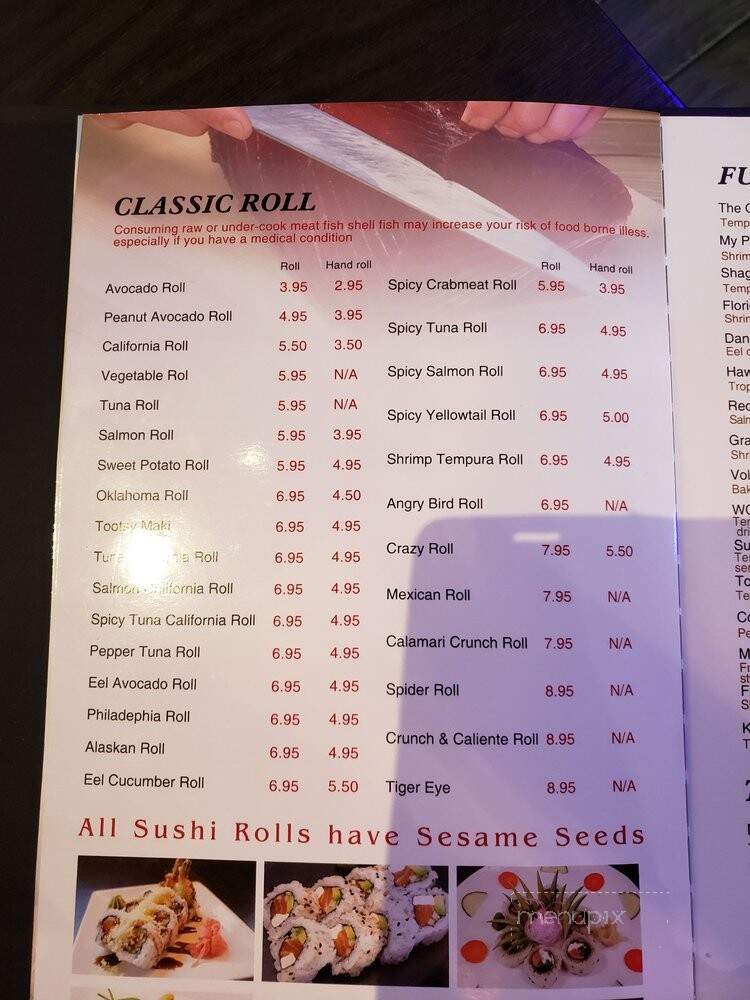 CLASSIC ROLL
Consuming raw or under-cook meat fish shell fish may increase your risk of food borne illess.
especially if you have a medical condition
Roll Hand roll
Avocado Roll 3.95 2.95
Peanut Avocado Roll 4.95 3.95
California Roll 5.50 3.50
Vegetable Rol 5.95 N/A
Tuna Roll 5.95 N/A
Salmon Roll 5.95 3.95
Sweet Potato Roll 5.95 4.95
Oklahoma Roll 6.95 4.50
Tootsy Maki 6.95 4.95
Tuna California Roll 6.95 4.95
Salmon California Roll 6.95 4.95
Spicy Tuna California Roll 6.95 4.95
Pepper Tuna Roll 6.95 4.95
Eel Avocado Roll 6.95 4.95
Philadephia Roll 6.95 4.95
Alaskan Roll 6.95 4.95
Eel Cucumber Roll 6.95 5.50
Roll Hand roll
Spicy Crabmeat Roll 5.95 3.95
Spicy Tuna Roll 6.95 4.95
Spicy Salmon Roll 6.95 4.95
Spicy Yellowtail Roll 6.95 5.00
Shrimp Tempura Roll 6.95 4.95
Angry Bird Roll 6.95 N/A
Crazy Roll 7.95 5.50
Mexican Roll 7.95 N/A
Calamari Crunch Roll 7.95 N/A
Spider Roll 8.95 N/A
Crunch & Caliente Roll 8.95 N/A
Tiger Eye 8.95 N/A
All Sushi Rolls have Sesame Seeds
menupix
The
My